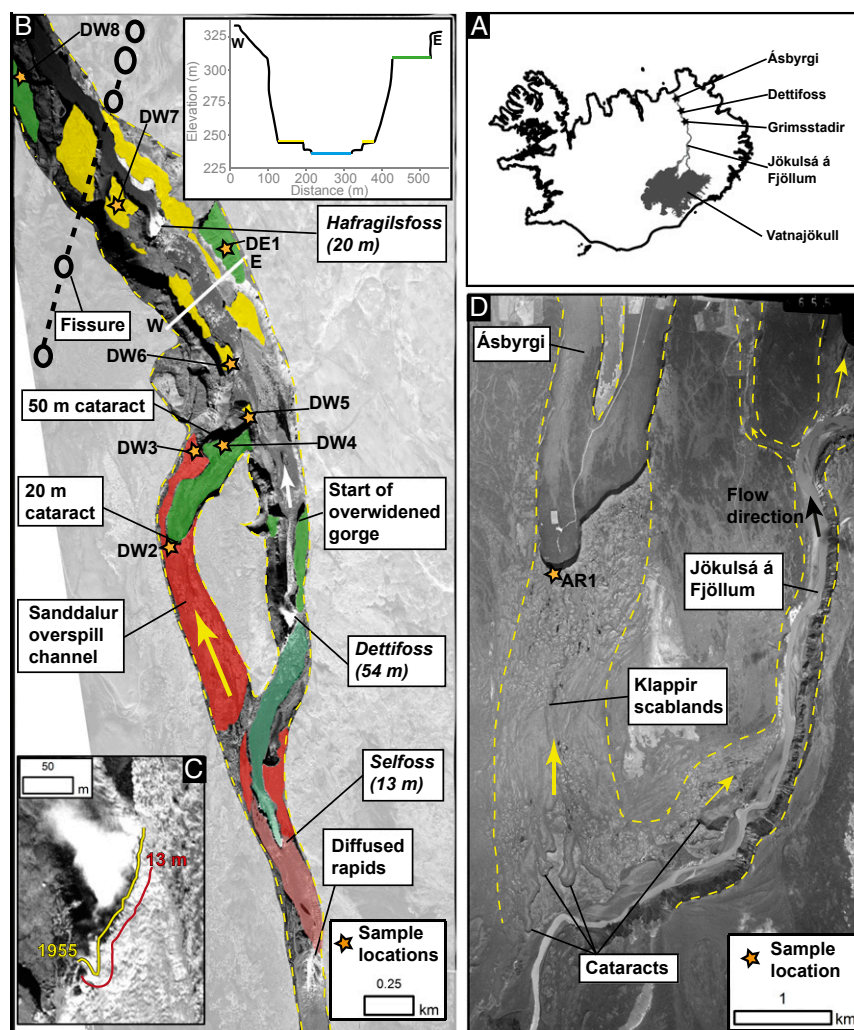 B
DW8
DW7
Elevation (m)
325
300
275
250
225
W
E
0
100
200
300
400
500
Distance (m)
Hafragilsfoss
(20 m)
DE1
E
W
Fissure
DW6
50 m cataract
DW5
DW3
DW4
20 m
cataract
DW2
Start of
overwidened
gorge
Sanddalur
overspill
channel
Dettifoss
(54 m)
Selfoss
(13 m)
Diffused
rapids
Sample
locations
0.25
km
C
50
m
13 m
1955
A
Ásbyrgi
Dettifoss
Grimsstadir
Jökulsá á
Fjöllum
Vatnajökull
D
Ásbyrgi
Flow
direction
AR1
Jökulsá á
Fjöllum
Klappir
scablands
Cataracts
Sample
location
1
km